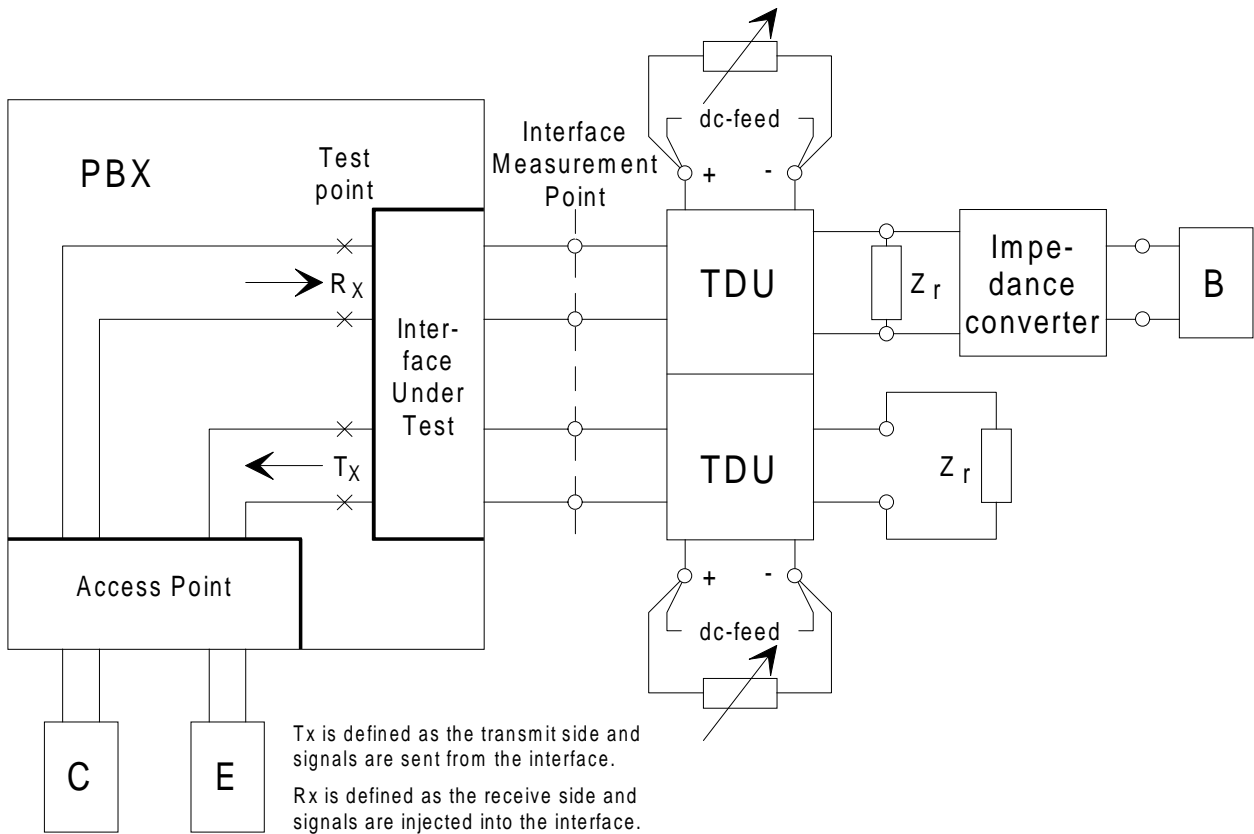 dc-feed
+ -
PBX
Test
point
Interface
Measurement
Point
R X
T X
Inter-
face
Under
Test
TDU
TDU
Z r
Impe-
dance
converter
B
Z r
Access Point
+ -
dc-feed
C
E
Tx is defined as the transmit side and
signals are sent from the interface.
Rx is defined as the receive side and
signals are injected into the interface.